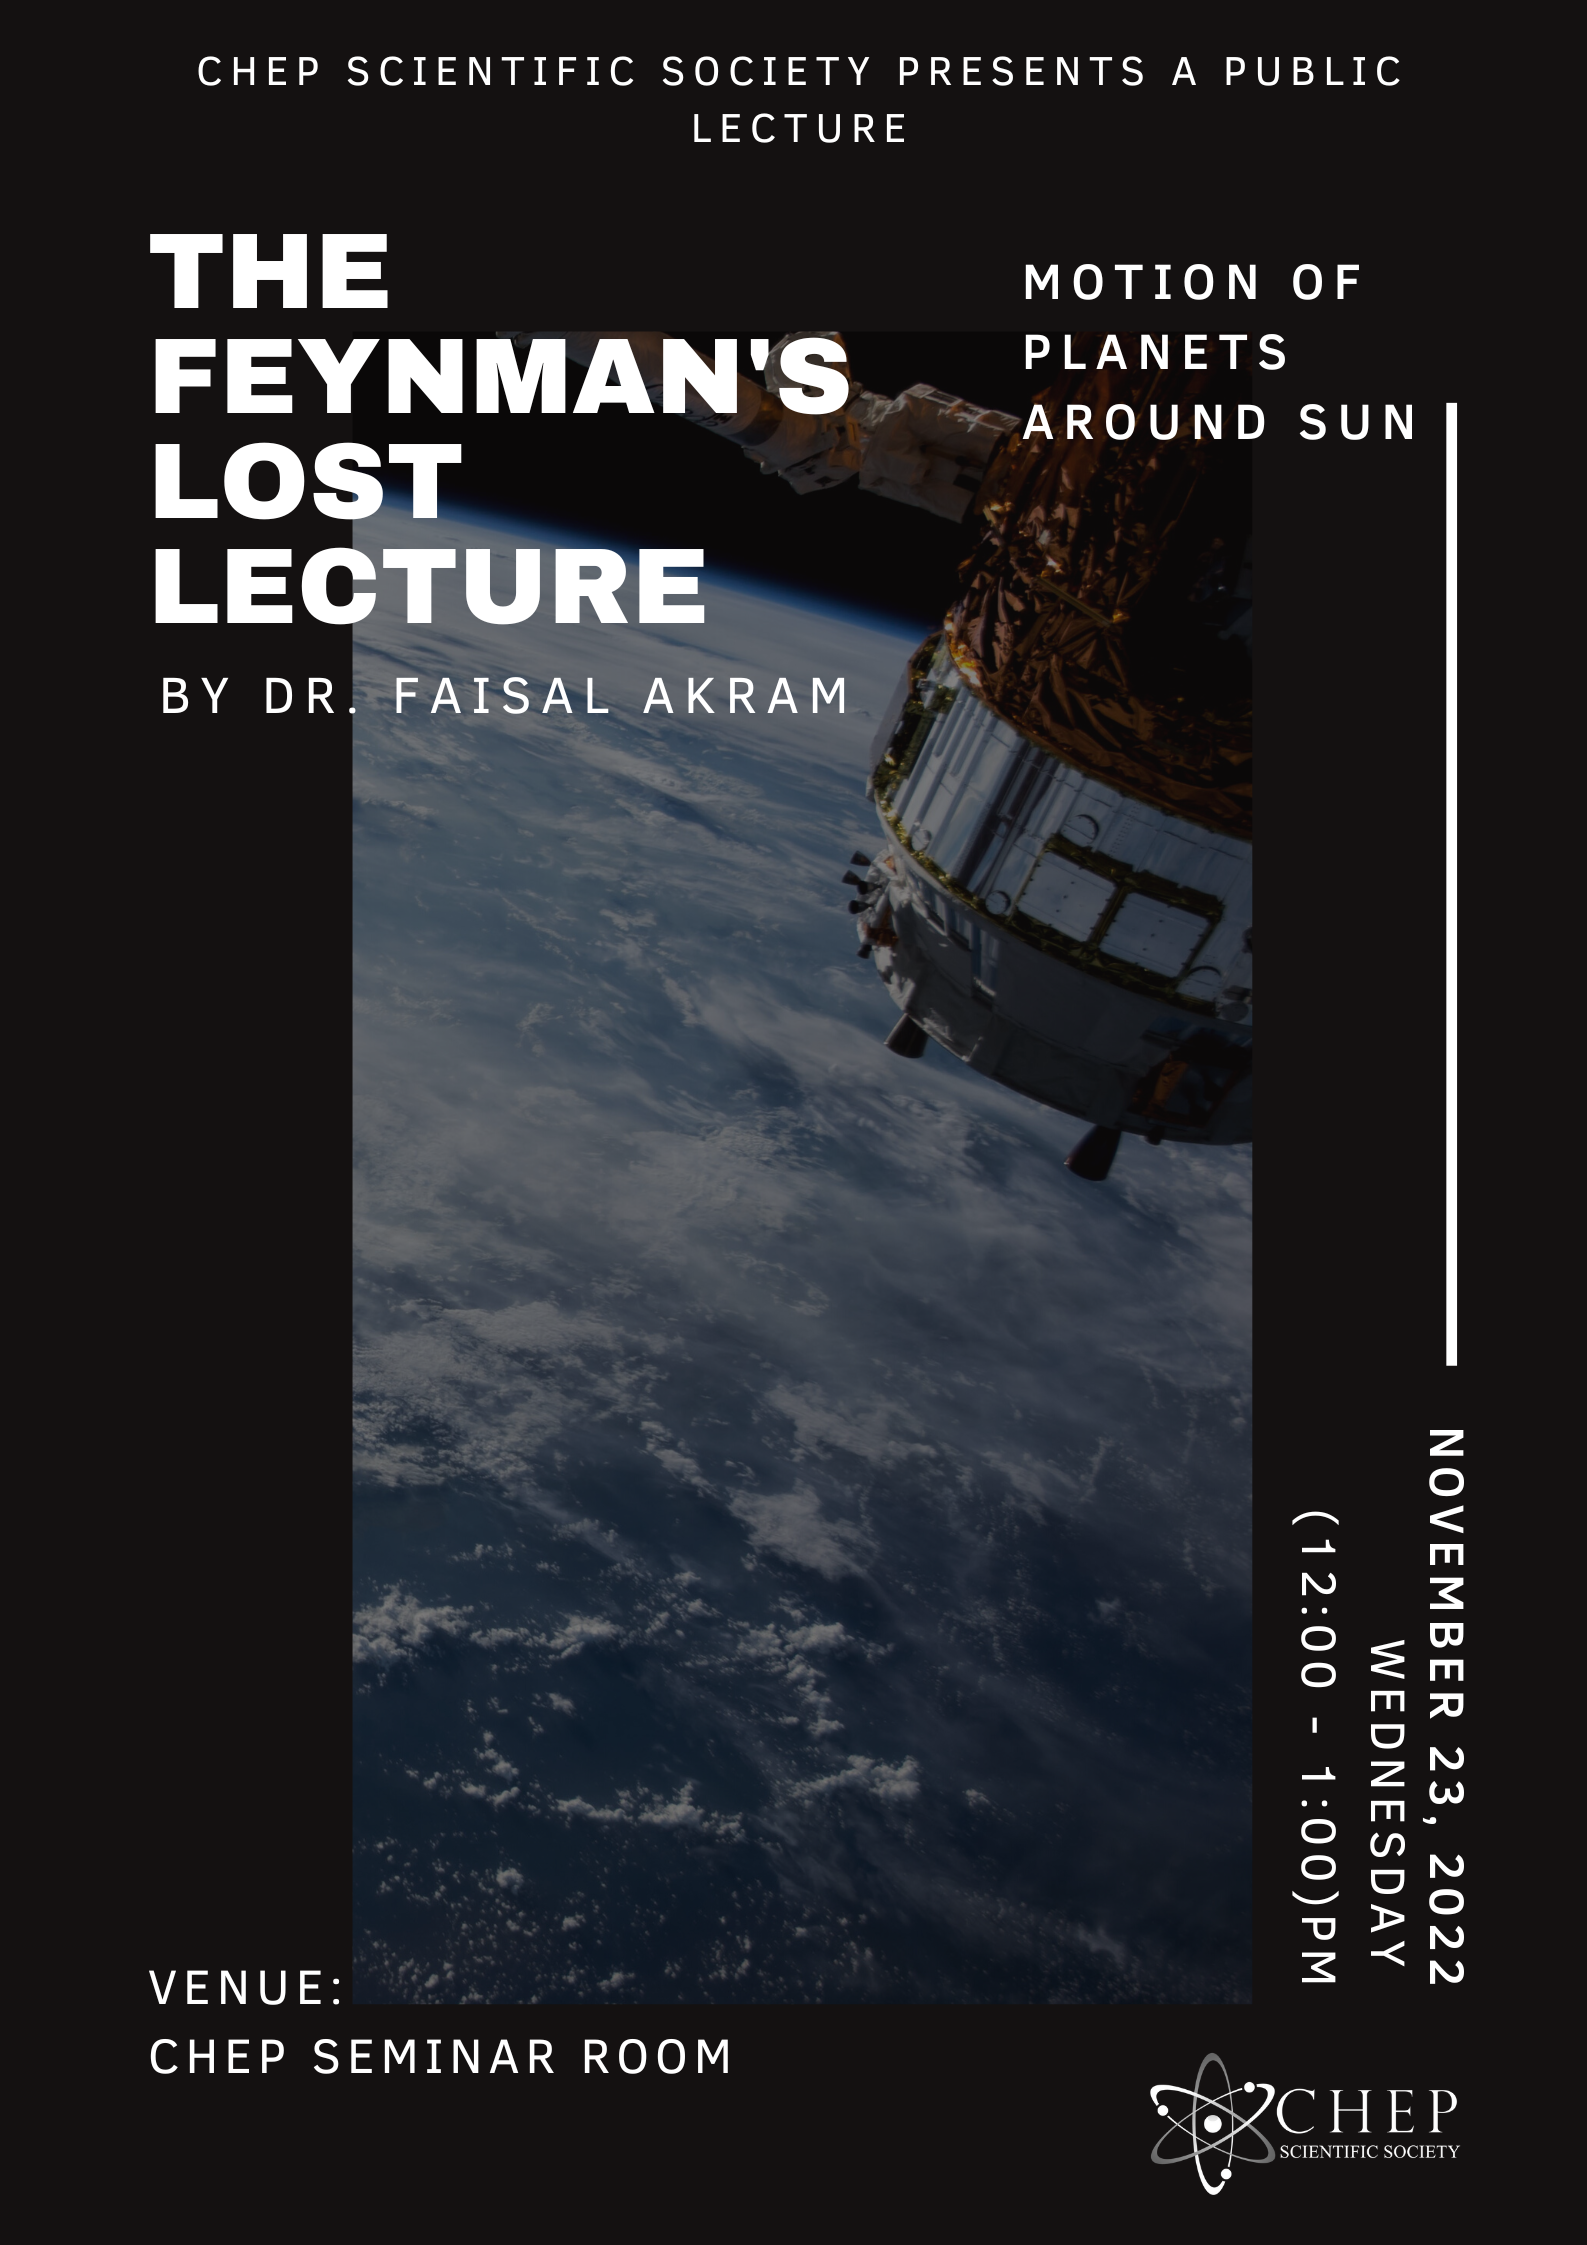 CHEP SCIENTIFIC SOCIETY PRESENTS A PUBLIC
LECTURE
THE
FEYNMAN'S
LOST
LECTURE
BY DR. FAISAL AKRAM
MOTION OF
PLANETS
AROUND SUN
NOVEMBER 23, 2022
WEDNESDAY
(12:00 - 1:00)PM
VENUE:
CHEP SEMINAR ROOM
CHEP
SCIENTIFIC SOCIETY